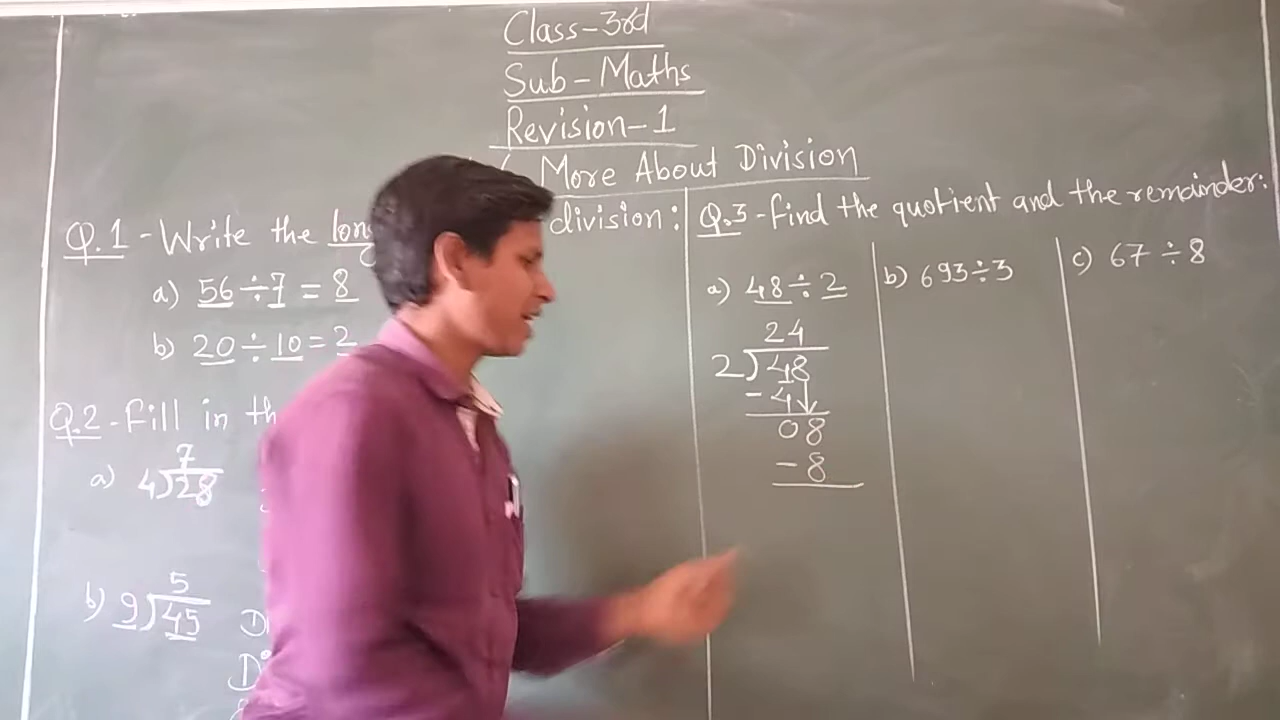 Class-3rd
Sub-Maths
Revision-1
More About Division
Q.1-Write the long division:
a) 56÷7 = 8
b) 20÷10=2
Q.2-Fill in th
a) 7
4)28
b) 5
9)45
Q.3-Find the quotient and the remainder:
a) 48÷2
24
2)48
-4↓
08
-8
b) 693÷3
c) 67÷8